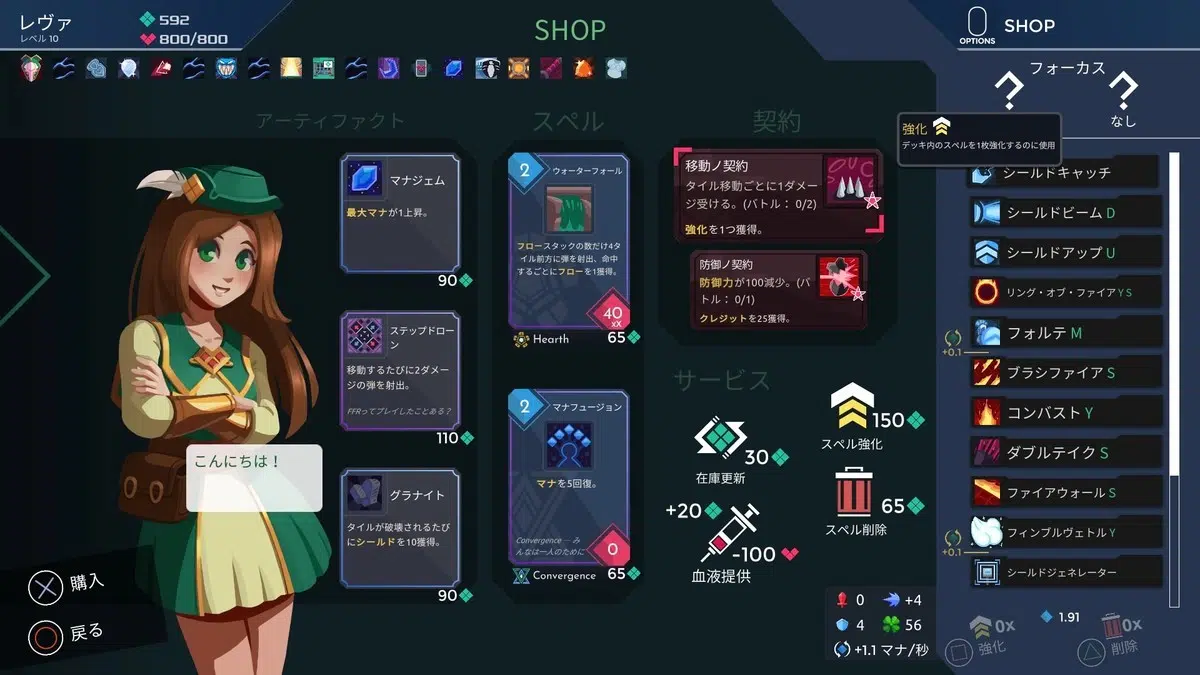 レヴァ
レベル 10
592
800/800
SHOP
OPTIONS
SHOP
フォーカス
?
?
なし
強化
デッキ内のスペルを1枚強化するのに使用
アーティファクト
マナジェム
最大マナが1上昇。
90
ステップドローン
移動するたびに2ダメージの弾を射出。
FFRってプレイしたことある?
110
グラナイト
タイルが破壊されるたびにシールドを10獲得。
90
スペル
2
ウォーターフォール
フロースタックの数だけ4タイル前方に弾を射出、命中するごとにフローを1獲得。
40
xX
Hearth
65
2
マナフュージョン
マナを5回復。
Convergence — みんなは一人のために
0
Convergence
65
契約
移動ノ契約
タイル移動ごとに1ダメージ受ける。(バトル: 0/2)
強化を1つ獲得。
防御ノ契約
防御力が100減少。(バトル: 0/1)
クレジットを25獲得。
サービス
30
在庫更新
150
スペル強化
+20
-100
血液提供
65
スペル削除
0
+4
4
56
+1.1 マナ/秒
シールドキャッチ
シールドビーム D
シールドアップ U
リング・オブ・ファイア Y S
+0.1
フォルテ M
ブラシファイア S
コンバスト Y
ダブルテイク S
ファイアウォール S
+0.1
フィンブルヴェトル Y
シールドジェネレーター
0x
強化
1.91
0x
削除
こんにちは!
購入
戻る